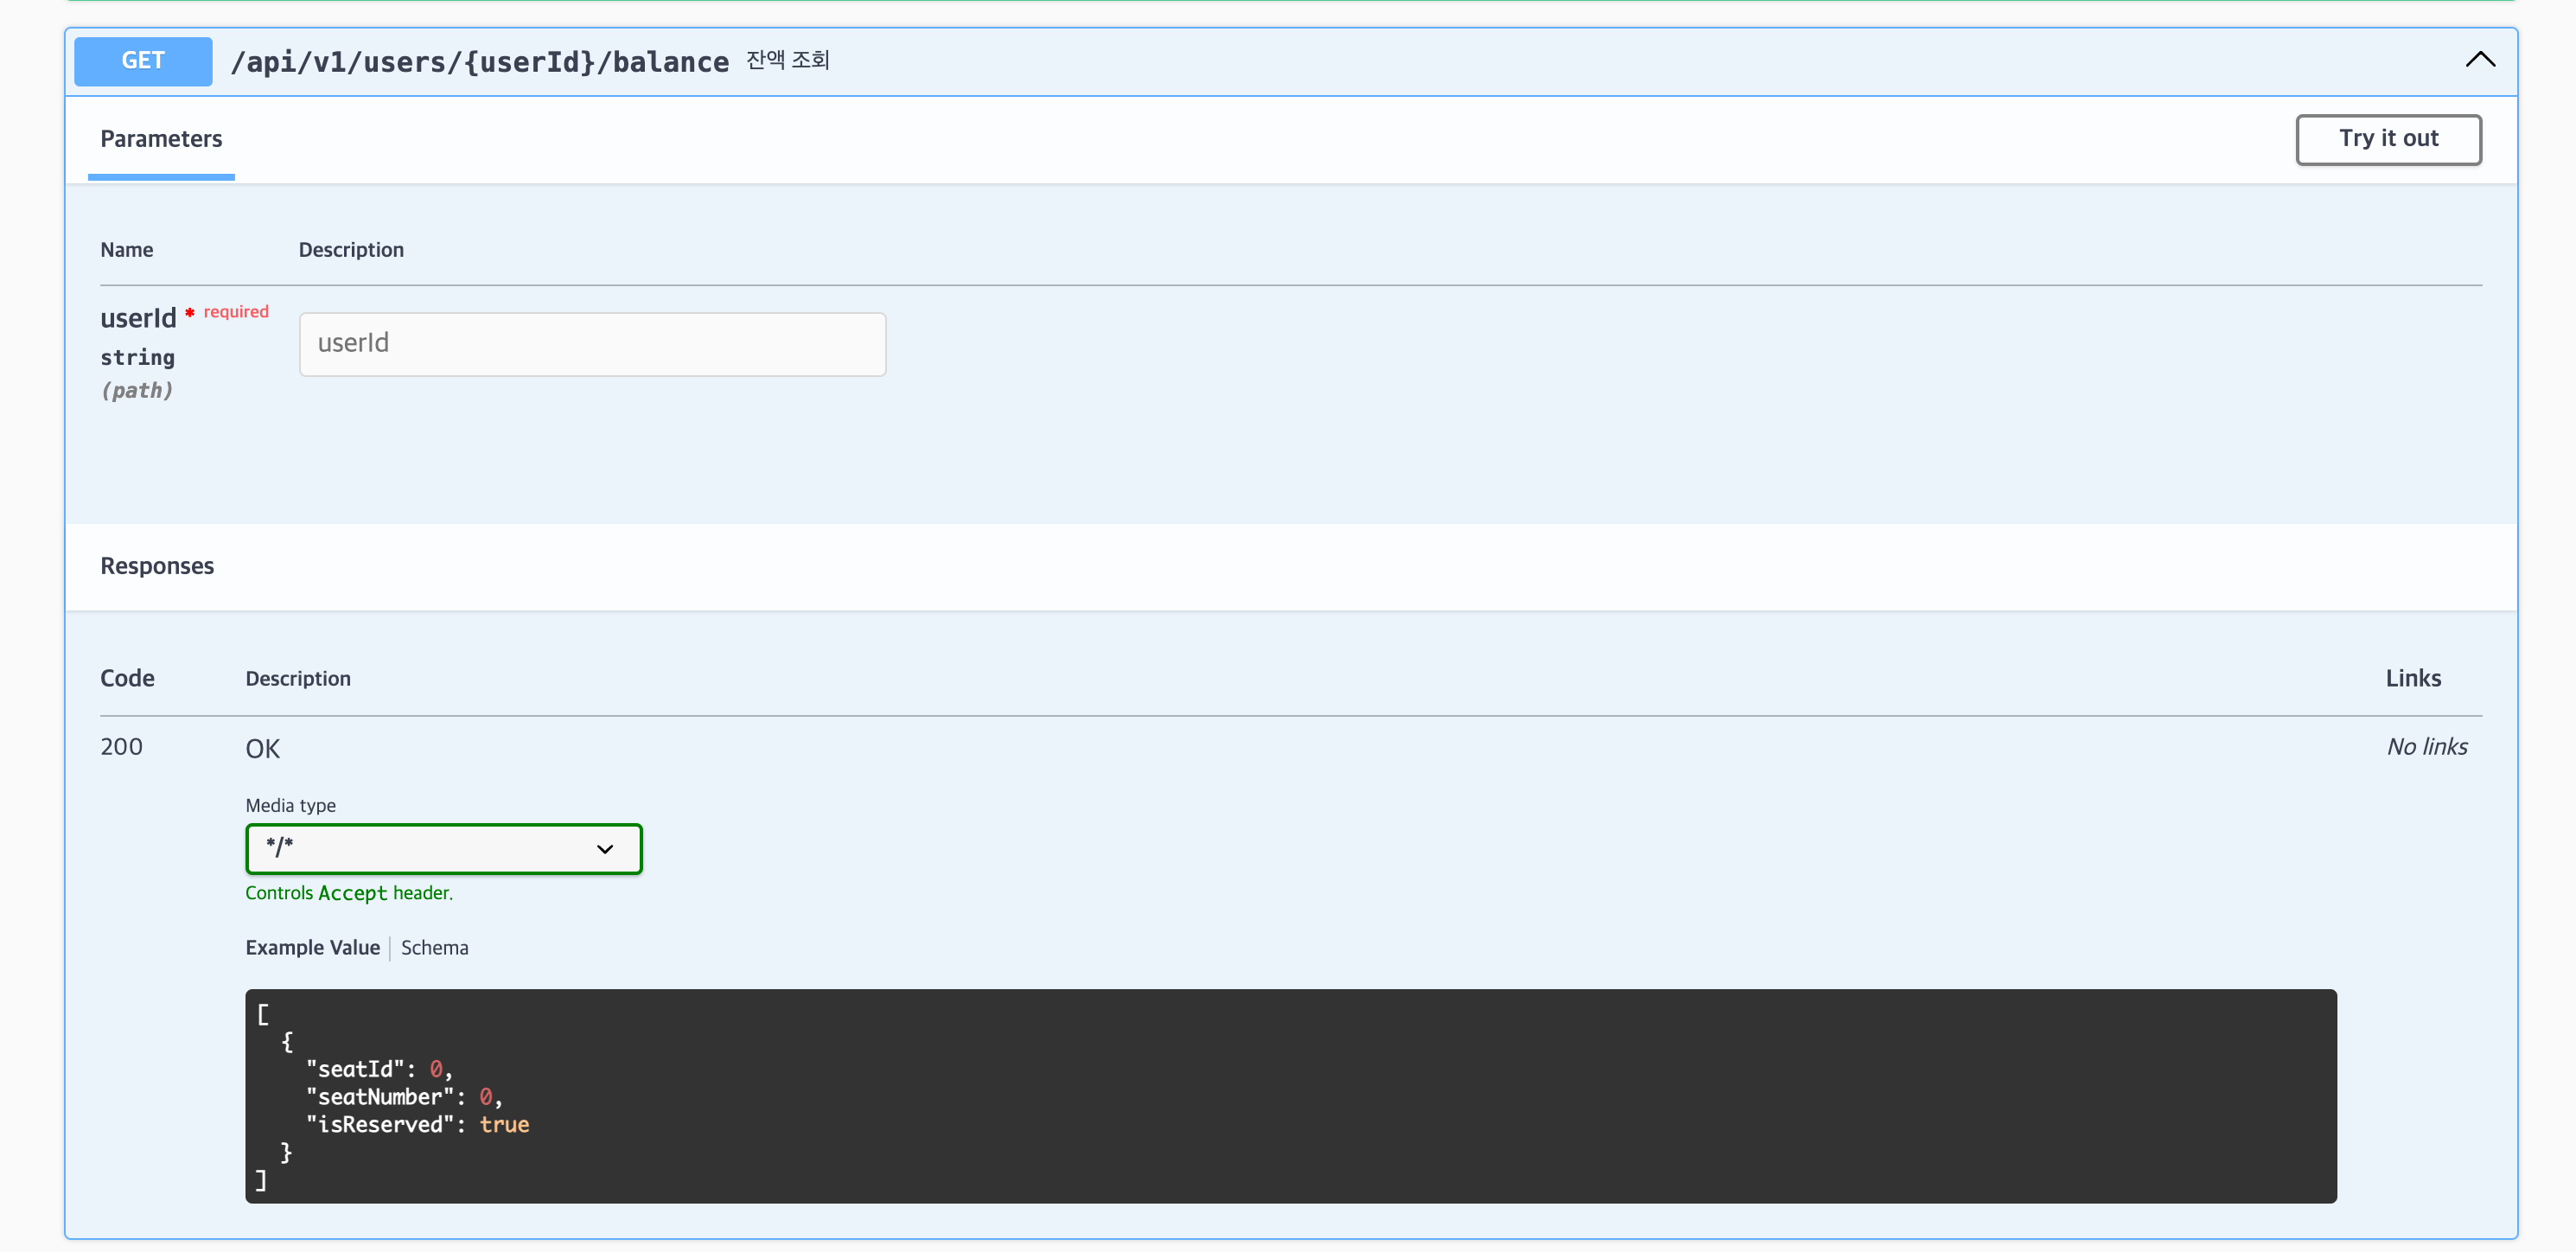 GET /api/v1/users/{userId}/balance 잔액 조회
Parameters
Try it out
Name Description
userId * required
string
(path)
userId
Responses
Code Description Links
200 OK No links
Media type
*/*
Controls Accept header.
Example Value Schema
[
  {
    "seatId": 0,
    "seatNumber": 0,
    "isReserved": true
  }
]